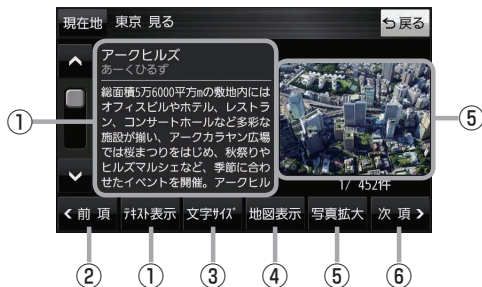 現在地 東京 見る
戻る
アークヒルズ
あーくひるず
総面積5万6000平方mの敷地内には
オフィスビルやホテル、レストラ
ン、コンサートホールなど多彩な
施設が揃い、アークカラヤン広場
では桜まつりをはじめ、秋祭りや
ヒルズマルシェなど、季節に合わ
せたイベントを開催。アークヒル
①
⑤
1/ 452件
前 項 ﾃｷｽﾄ表示 文字ｻｲｽﾞ 地図表示 写真拡大 次 項
② ① ③ ④ ⑤ ⑥